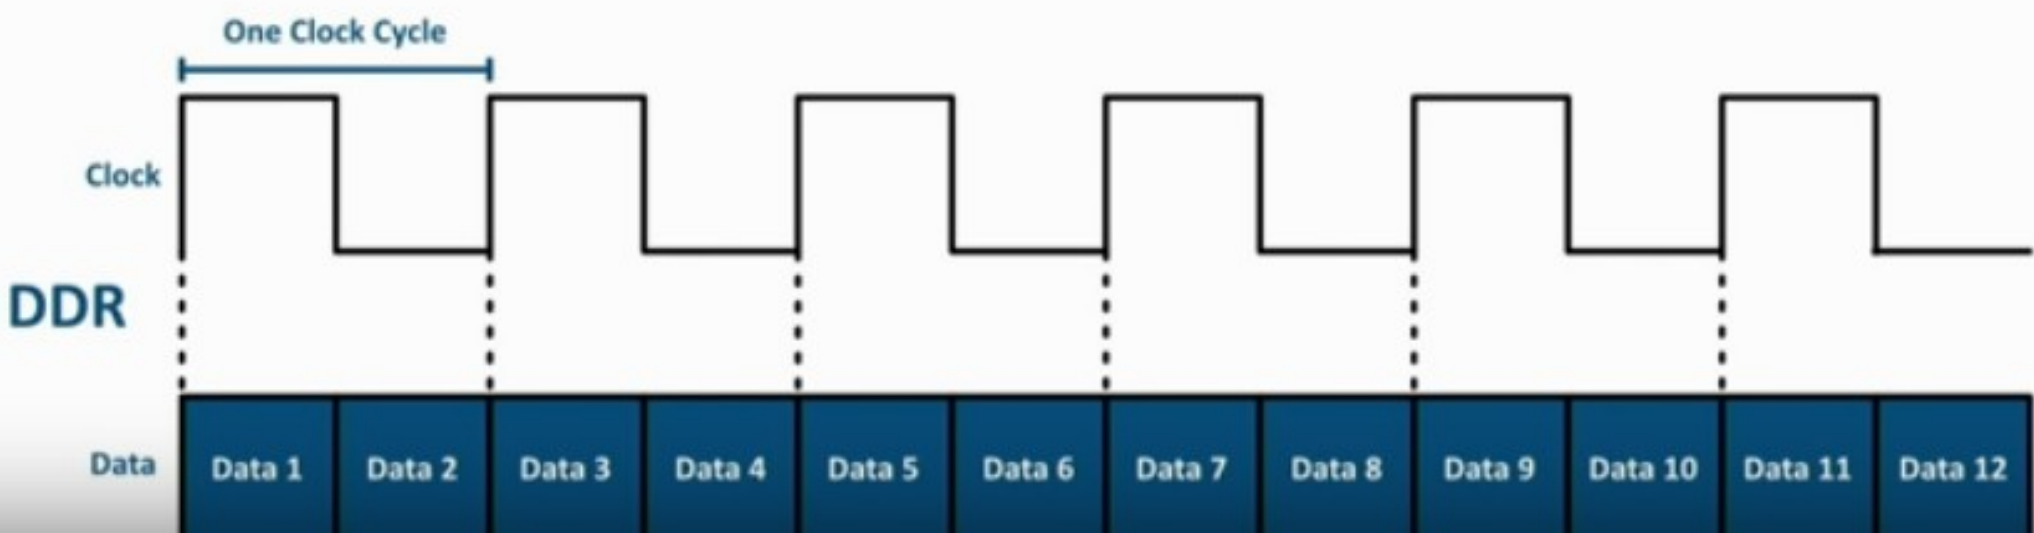 One Clock Cycle
Clock
DDR
Data
Data 1 Data 2 Data 3 Data 4 Data 5 Data 6 Data 7 Data 8 Data 9 Data 10 Data 11 Data 12